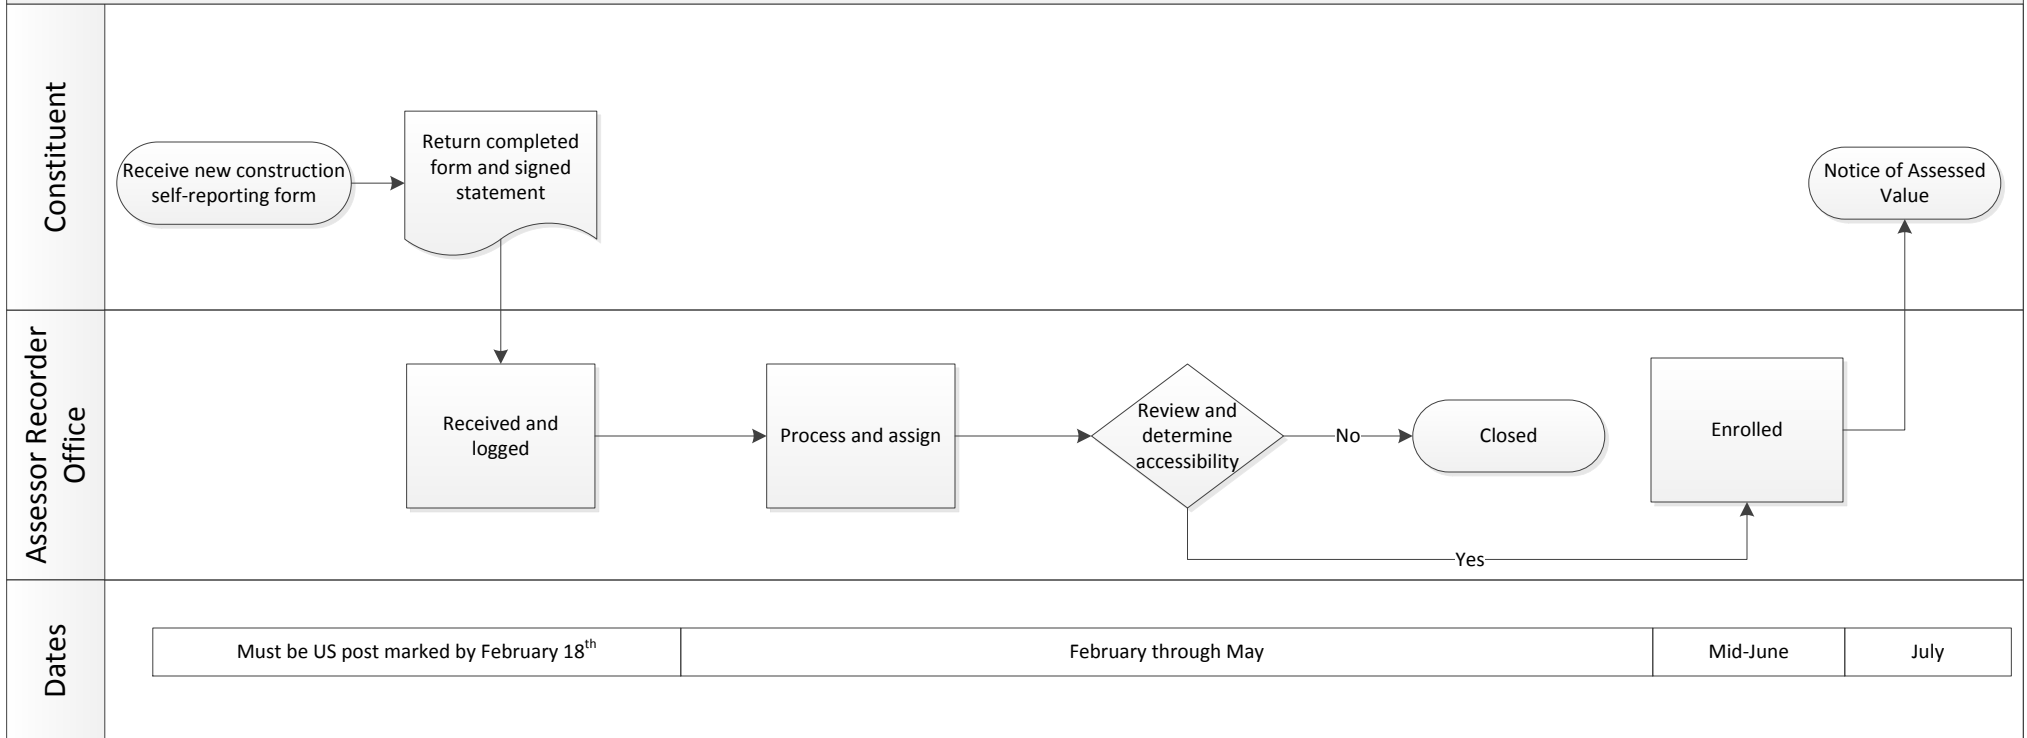 Constituent
Receive new construction
self-reporting form
Return completed
form and signed
statement
Notice of Assessed
Value
Assessor Recorder
Office
Received and
logged
Process and assign
Review and
determine
accessibility
No
Closed
Enrolled
Yes
Dates
Must be US post marked by February 18th
February through May
Mid-June
July